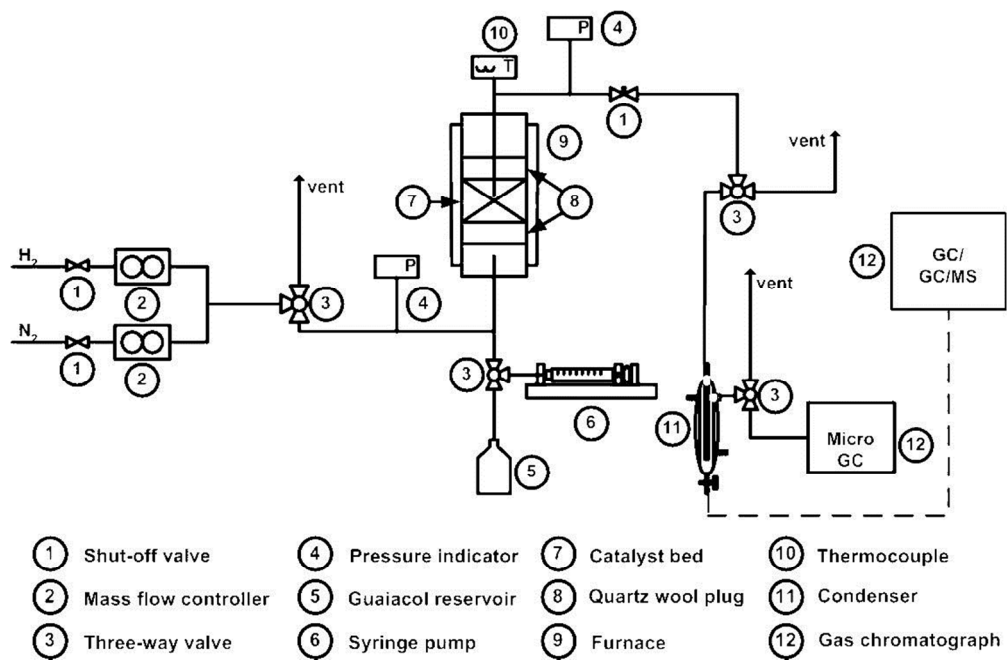 10
P
4
T
1
9
vent
vent
7
8
3
H2
GC/
GC/MS
12
P
1
2
3
4
vent
N2
1
2
3
6
11
3
Micro
GC
12
5
1 Shut-off valve
4 Pressure indicator
7 Catalyst bed
10 Thermocouple
2 Mass flow controller
5 Guaiacol reservoir
8 Quartz wool plug
11 Condenser
3 Three-way valve
6 Syringe pump
9 Furnace
12 Gas chromatograph